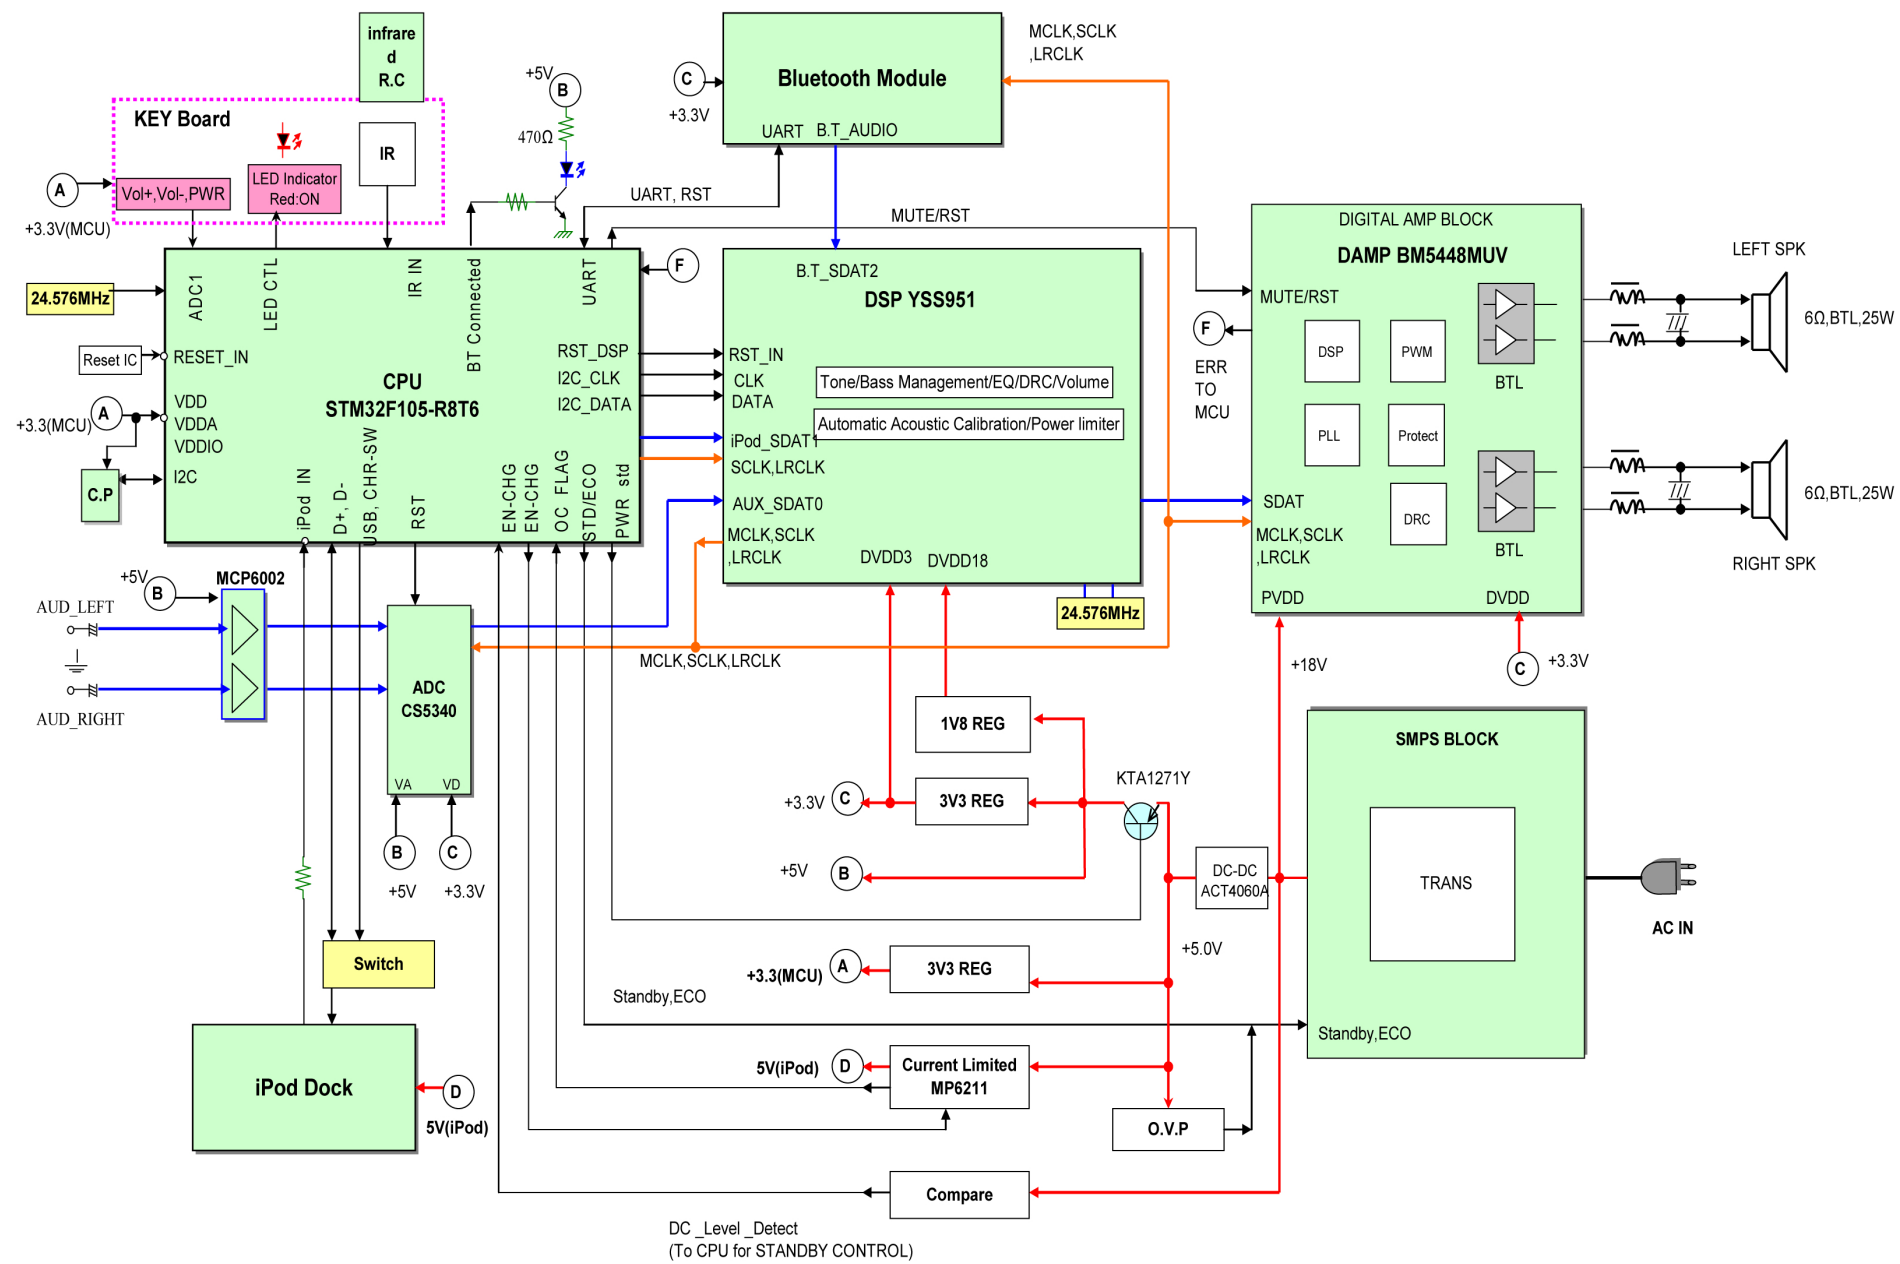 infrare
d
R.C
KEY Board
IR
LED Indicator
Red:ON
Vol+,Vol-,PWR
A
+3.3V(MCU)
+5V
B
470Ω
C
+3.3V
Bluetooth Module
UART
B.T_AUDIO
MCLK,SCLK
,LRCLK
UART, RST
MUTE/RST
24.576MHz
Reset IC
A
+3.3(MCU)
C.P
ADC1
LED CTL
IR IN
BT Connected
UART
F
RESET_IN
VDD
VDDA
VDDIO
I2C
CPU
STM32F105-R8T6
RST_DSP
I2C_CLK
I2C_DATA
iPod IN
D+, D-
USB, CHR-SW
RST
EN-CHG
EN-CHG
OC FLAG
STD/ECO
PWR std
B.T_SDAT2
DSP YSS951
RST_IN
CLK
DATA
Tone/Bass Management/EQ/DRC/Volume
Automatic Acoustic Calibration/Power limiter
iPod_SDAT1
SCLK,LRCLK
AUX_SDAT0
MCLK,SCLK
,LRCLK
DVDD3
DVDD18
24.576MHz
DIGITAL AMP BLOCK
DAMP BM5448MUV
MUTE/RST
F
ERR
TO
MCU
DSP
PWM
PLL
Protect
DRC
BTL
BTL
SDAT
MCLK,SCK
,LRCLK
PVDD
DVDD
LEFT SPK
6Ω,BTL,25W
6Ω,BTL,25W
RIGHT SPK
C
+3.3V
+18V
+5V
B
MCP6002
AUD_LEFT
AUD_RIGHT
ADC
CS5340
VA
VD
B
C
+5V
+3.3V
MCLK,SCLK,LRCLK
1V8 REG
+3.3V
C
3V3 REG
KTA1271Y
+5V
B
DC-DC
ACT4060A
SMPS BLOCK
TRANS
AC IN
+5.0V
+3.3(MCU)
A
3V3 REG
Standby,ECO
Standby,ECO
Switch
iPod Dock
D
5V(iPod)
5V(iPod)
D
Current Limited
MP6211
O.V.P
Compare
DC _Level _Detect
(To CPU for STANDBY CONTROL)